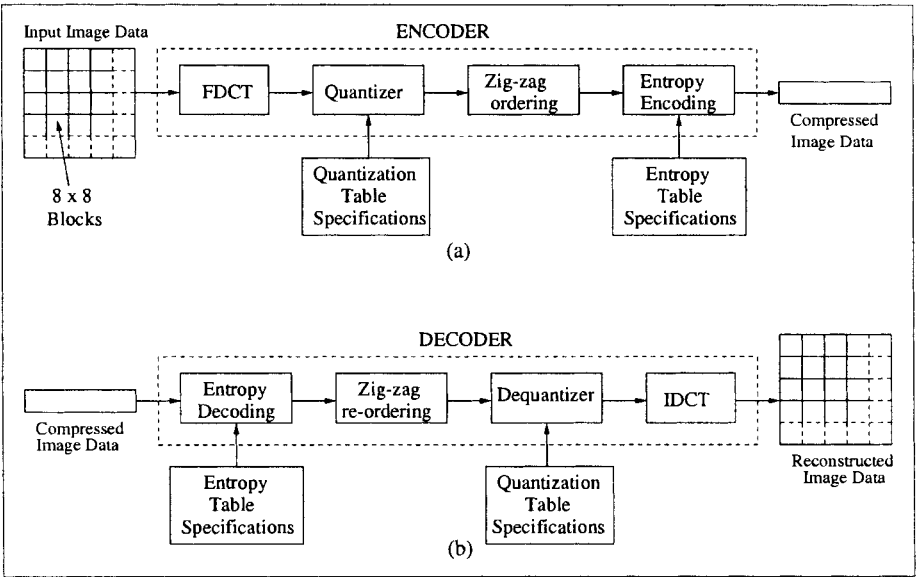 Input Image Data
ENCODER
FDCT
Quantizer
Zig-zag
ordering
Entropy
Encoding
Compressed
Image Data
8 x 8
Blocks
Quantization
Table
Specifications
Entropy
Table
Specifications
(a)
DECODER
Entropy
Decoding
Zig-zag
re-ordering
Dequantizer
IDCT
Compressed
Image Data
Reconstructed
Image Data
Entropy
Table
Specifications
Quantization
Table
Specifications
(b)